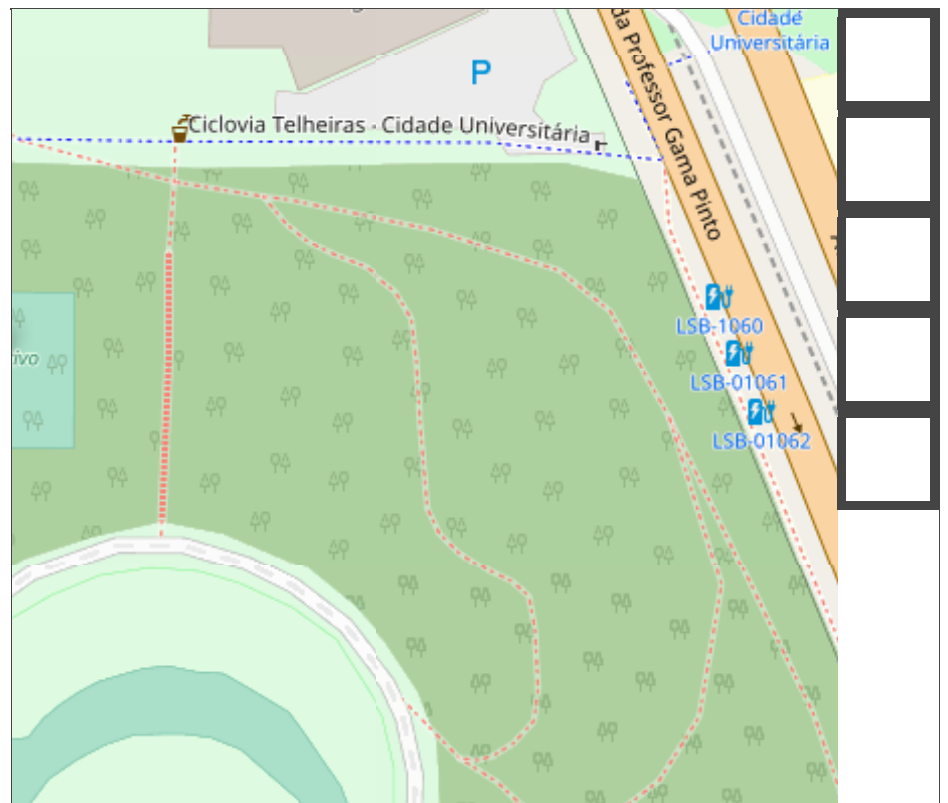 Cidade
Universitária
da Professor Gama Pinto
P
Ciclovia Telheiras - Cidade Universitária
LSB-1060
LSB-01061
ivo
LSB-01062